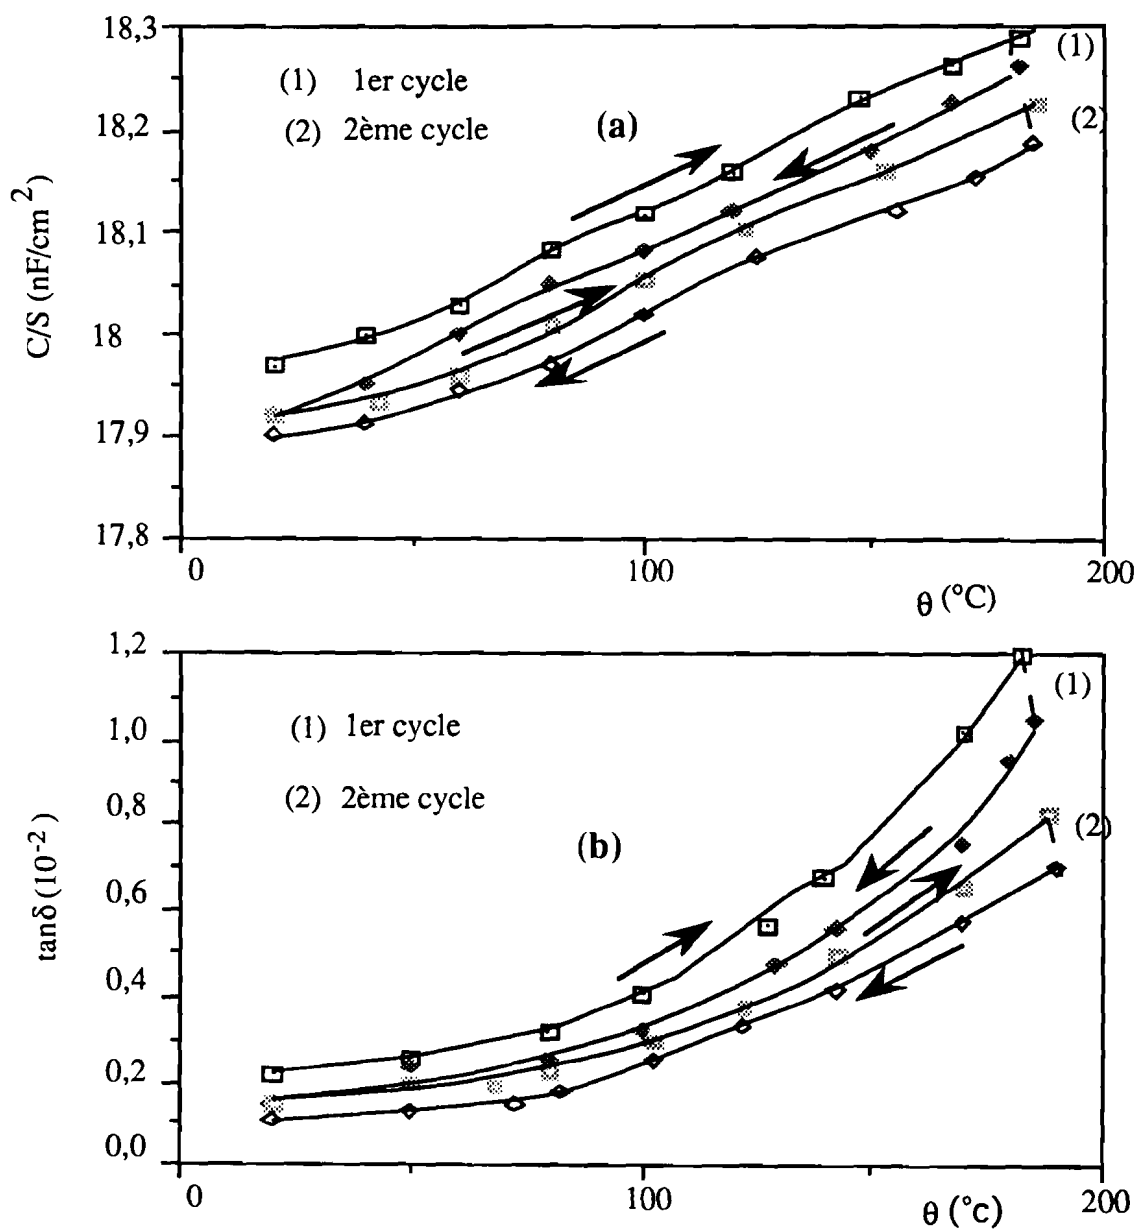 18,3
(1)
(1) 1er cycle
18,2
(2) 2ème cycle
(a)
(2)
C/S (nF/cm²)
18,1
18
17,9
17,8
0
100
200
θ (°C)
1,2
(1)
(1) 1er cycle
1,0
(2) 2ème cycle
0,8
(b)
(2)
tanδ (10⁻²)
0,6
0,4
0,2
0,0
0
100
200
θ (°c)